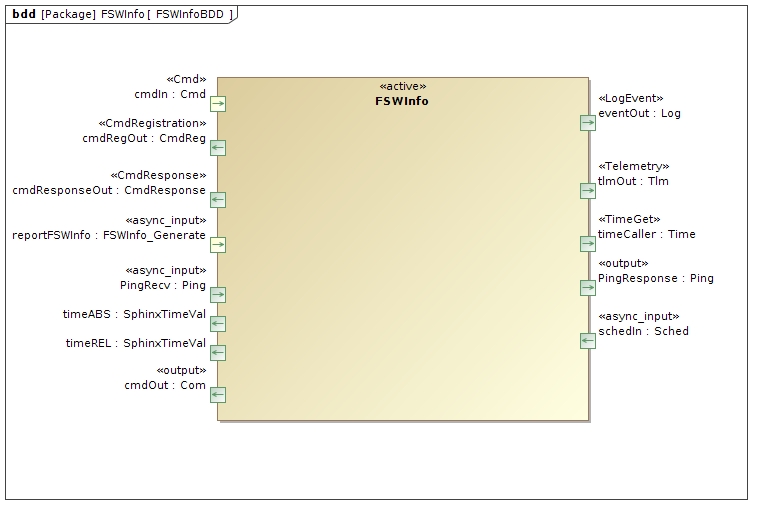 bdd [Package] FSWInfo [ FSWInfoBDD ]
«active»
FSWInfo
«Cmd»
cmdIn : Cmd
«CmdRegistration»
cmdRegOut : CmdReg
«CmdResponse»
cmdResponseOut : CmdResponse
«async_input»
reportFSWInfo : FSWInfo_Generate
«async_input»
PingRecv : Ping
timeABS : SphinxTimeVal
timeREL : SphinxTimeVal
«output»
cmdOut : Com
«LogEvent»
eventOut : Log
«Telemetry»
tlmOut : Tlm
«TimeGet»
timeCaller : Time
«output»
PingResponse : Ping
«async_input»
schedIn : Sched